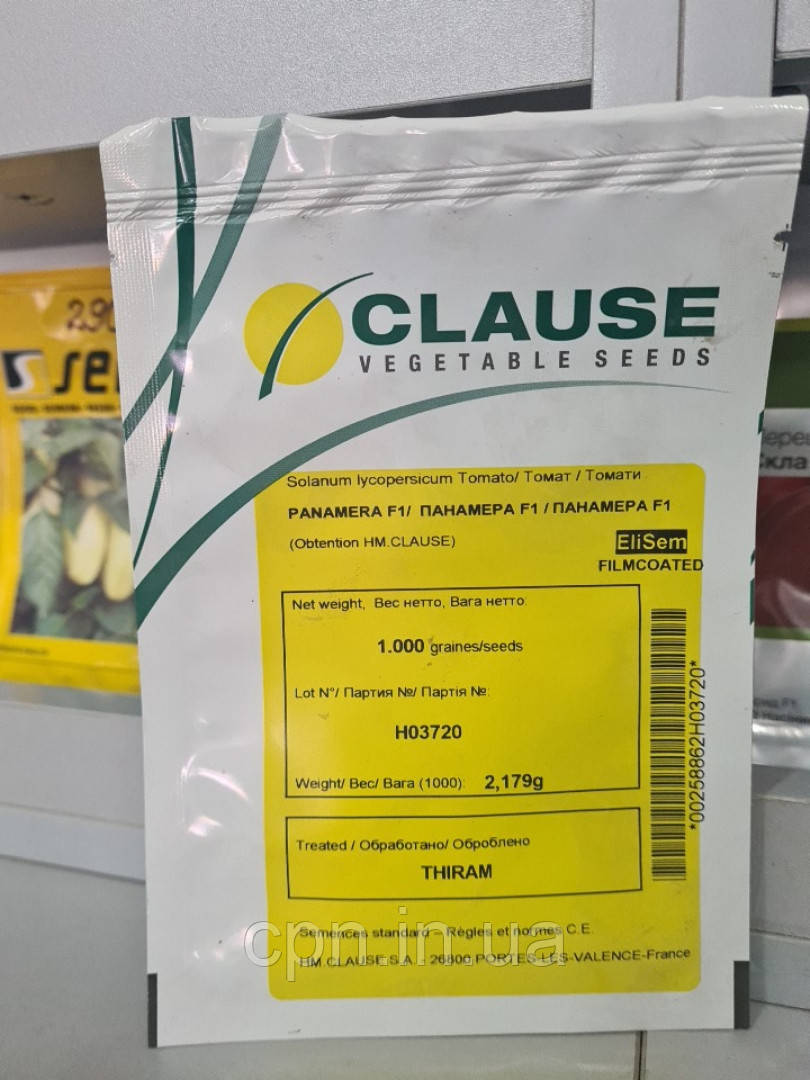 CLAUSE
VEGETABLE SEEDS
Solanum lycopersicum Tomato/ Томат / Томати
PANAMERA F1/ ПАНАМЕРА F1 / ПАНАМЕРА F1
(Obtention HM.CLAUSE)
EliSem
FILMCOATED
Net weight, Вес нетто, Вага нетто:
1.000 graines/seeds
Lot N°/ Партия №/ Партія №:
H03720
Weight/ Вес/ Вага (1000): 2,179g
*00258862H03720*
Treated / Обработано/ Оброблено
THIRAM
Semences standard – Règles et normes C.E.
HM.CLAUSE S.A. - 26800 PORTES-LES-VALENCE-France
cpn.in.ua
290